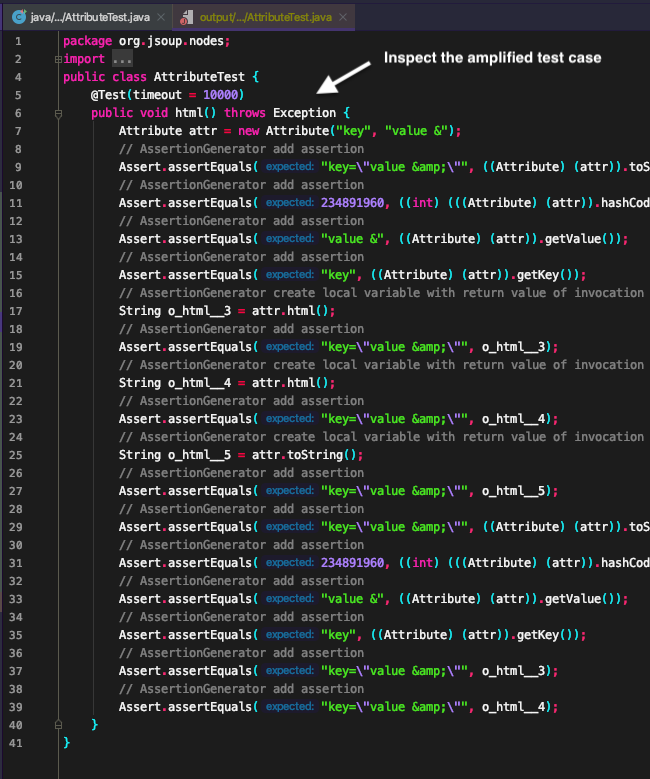 java/.../AttributeTest.java × output/.../AttributeTest.java ×
Inspect the amplified test case
1 package org.jsoup.nodes;
2 import ...
4 public class AttributeTest {
5 @Test(timeout = 10000)
6 public void html() throws Exception {
7 Attribute attr = new Attribute("key", "value &");
8 // AssertionGenerator add assertion
9 Assert.assertEquals( expected: "key=\"value &amp;\"", ((Attribute) (attr)).toS
10 // AssertionGenerator add assertion
11 Assert.assertEquals( expected: 234891960, ((int) (((Attribute) (attr)).hashCod
12 // AssertionGenerator add assertion
13 Assert.assertEquals( expected: "value &", ((Attribute) (attr)).getValue());
14 // AssertionGenerator add assertion
15 Assert.assertEquals( expected: "key", ((Attribute) (attr)).getKey());
16 // AssertionGenerator create local variable with return value of invocation
17 String o_html__3 = attr.html();
18 // AssertionGenerator add assertion
19 Assert.assertEquals( expected: "key=\"value &amp;\"", o_html__3);
20 // AssertionGenerator create local variable with return value of invocation
21 String o_html__4 = attr.html();
22 // AssertionGenerator add assertion
23 Assert.assertEquals( expected: "key=\"value &amp;\"", o_html__4);
24 // AssertionGenerator create local variable with return value of invocation
25 String o_html__5 = attr.toString();
26 // AssertionGenerator add assertion
27 Assert.assertEquals( expected: "key=\"value &amp;\"", o_html__5);
28 // AssertionGenerator add assertion
29 Assert.assertEquals( expected: "key=\"value &amp;\"", ((Attribute) (attr)).toS
30 // AssertionGenerator add assertion
31 Assert.assertEquals( expected: 234891960, ((int) (((Attribute) (attr)).hashCod
32 // AssertionGenerator add assertion
33 Assert.assertEquals( expected: "value &", ((Attribute) (attr)).getValue());
34 // AssertionGenerator add assertion
35 Assert.assertEquals( expected: "key", ((Attribute) (attr)).getKey());
36 // AssertionGenerator add assertion
37 Assert.assertEquals( expected: "key=\"value &amp;\"", o_html__3);
38 // AssertionGenerator add assertion
39 Assert.assertEquals( expected: "key=\"value &amp;\"", o_html__4);
40 }
41 }